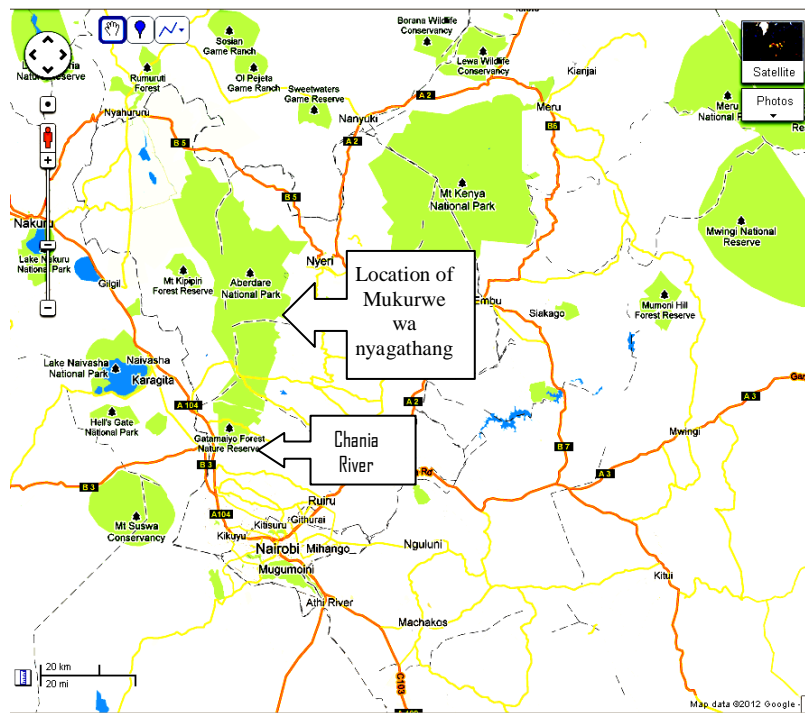 Sosian
Game Ranch
Borana Wildlife
Conservancy
Lewa Wildlife
Conservancy
Kianjai
Satellite
Photos
Nature Reserve
Rumuruti
Forest
Ol Pejeta
Game Ranch
Sweetwaters
Game Reserve
Nyahururu
Nanyuki
A 2
Meru
B6
Meru
National P
Re
B 5
A 2
Mt Kenya
National Park
B 5
Mwingi National
Reserve
Nakuru
Lake Nakuru
National Park
Gilgil
Mt Kipipiri
Forest Reserve
Aberdare
National Park
Nyeri
Location of
Mukurwe
wa
nyagathang
Embu
Siakago
Mumoni Hill
Forest Reserve
Lake Naivasha
National Park
Naivasha
Karagita
A 104
Hell's Gate
National Park
Gatamaiyo Forest
Nature Reserve
Chania
River
A 2
A 3
Mwingi
B 7
B 3
B 3
Rd
A 3
Mt Suswa
Conservancy
A104
Ruiru
Githurai
Kitisuru
Kikuyu
Nairobi
Mihango
Nguluni
Mugumoini
Kitui
Athi River
Machakos
C103
20 km
20 mi
Map data ©2012 Google -